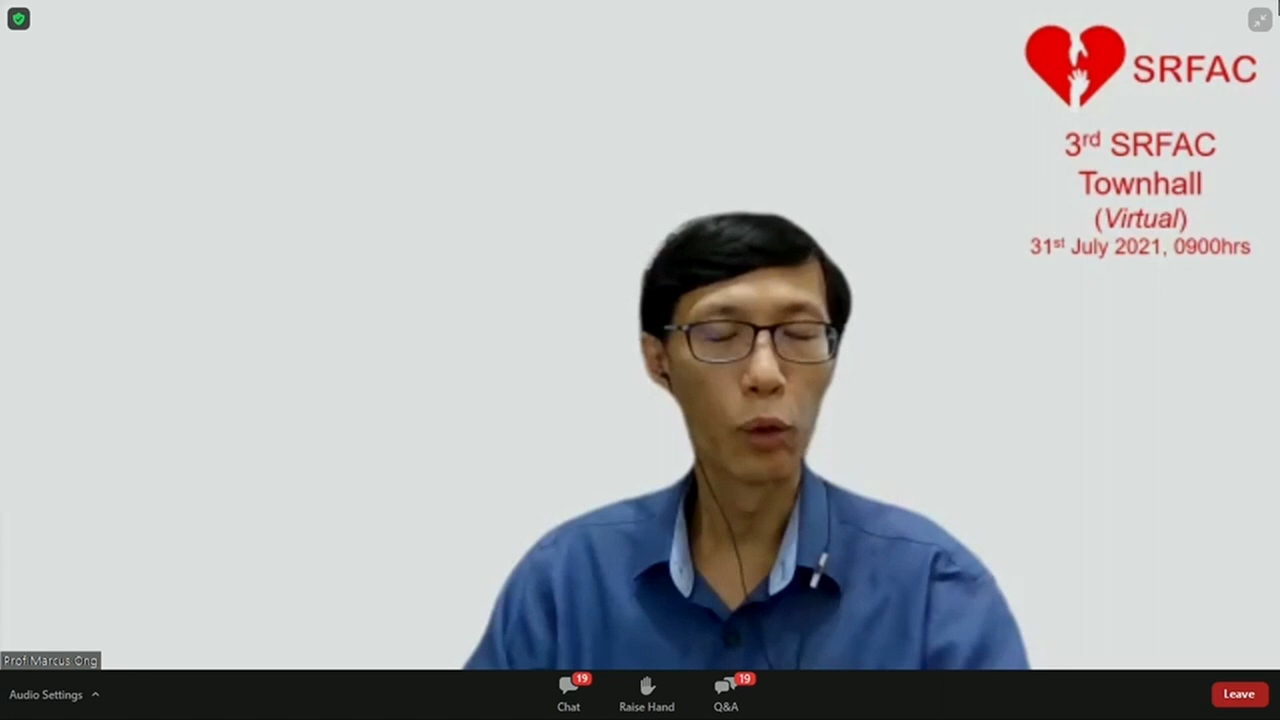 SRFAC
3rd SRFAC
Townhall
(Virtual)
31st July 2021, 0900hrs
Prof Marcus Ong
Audio Settings
19
19
Chat
Raise Hand
Q&A
Leave